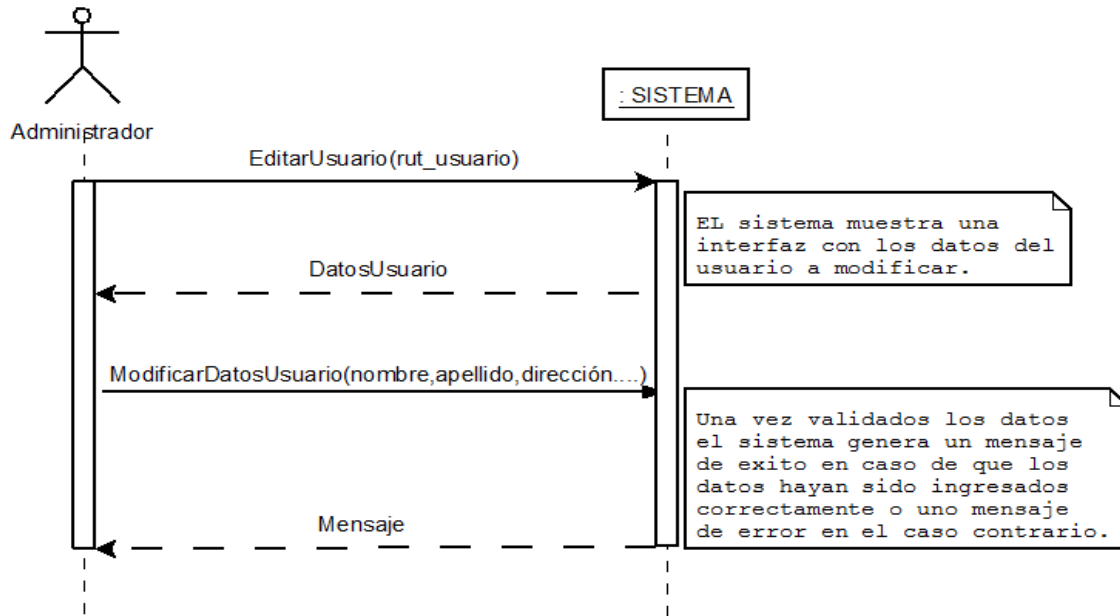 : SISTEMA
Administrador
EditarUsuario(rut_usuario)
EL sistema muestra una
interfaz con los datos del
usuario a modificar.
DatosUsuario
ModificarDatosUsuario(nombre,apellido,dirección....)
Una vez validados los datos
el sistema genera un mensaje
de exito en caso de que los
datos hayan sido ingresados
correctamente o uno mensaje
de error en el caso contrario.
Mensaje